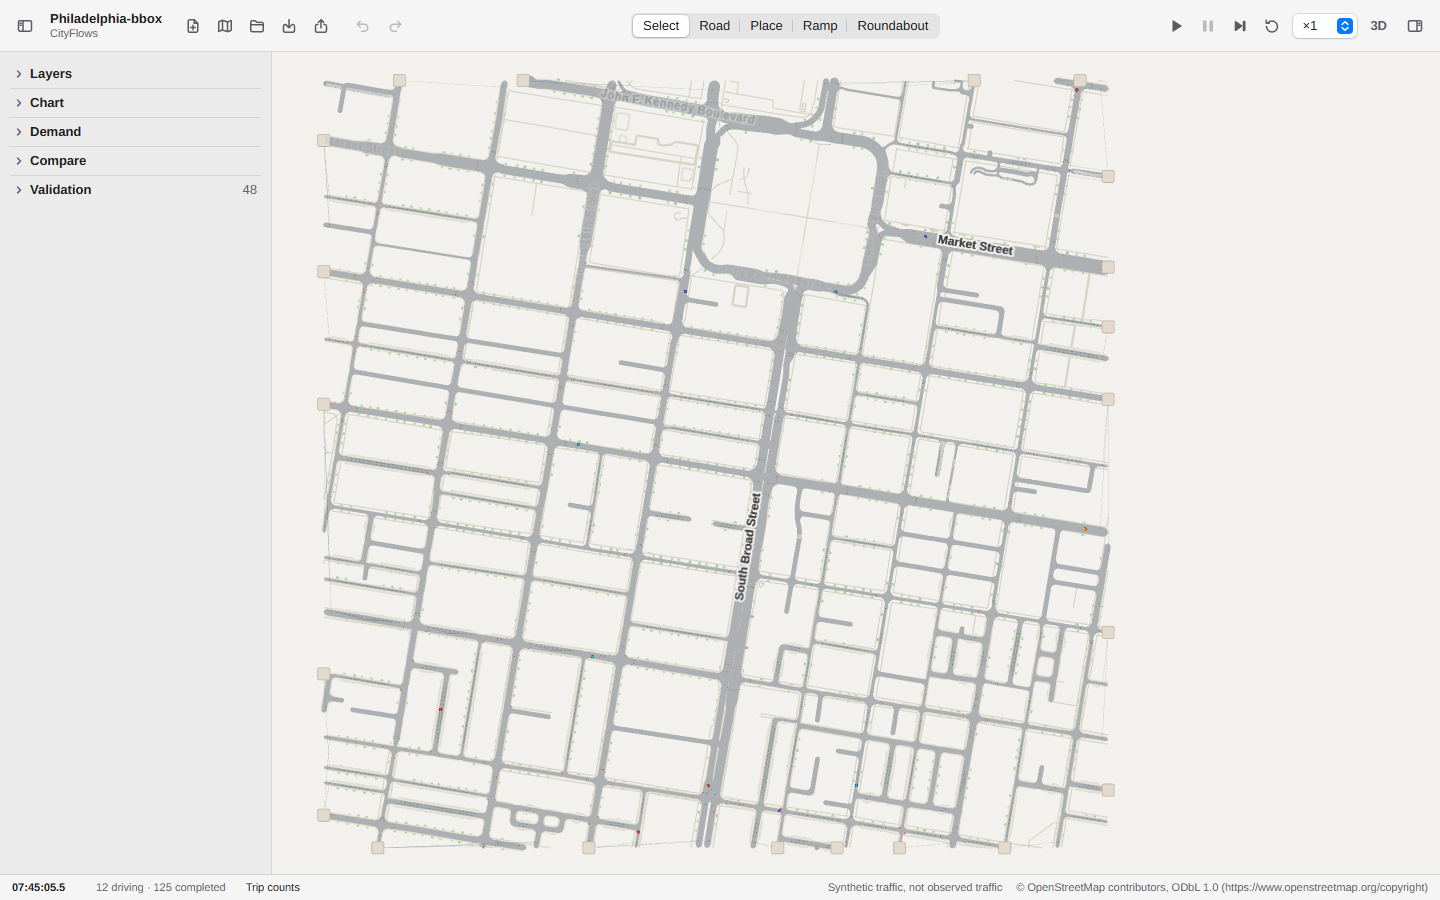 Philadelphia-bbox
CityFlows
Select
Road
Place
Ramp
Roundabout
×1
3D
Layers
Chart
Demand
Compare
Validation
48
John F. Kennedy Boulevard
Market Street
South Broad Street
07:45:05.5
12 driving · 125 completed
Trip counts
Synthetic traffic, not observed traffic
© OpenStreetMap contributors, ODbL 1.0 (https://www.openstreetmap.org/copyright)